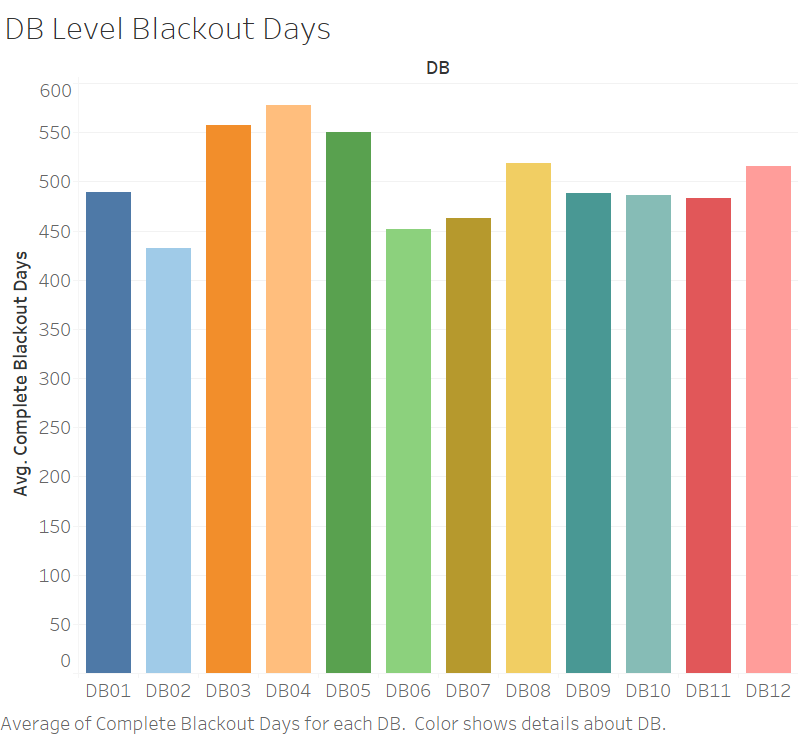 DB Level Blackout Days
DB
Avg. Complete Blackout Days
600
550
500
450
400
350
300
250
200
150
100
50
0
DB01 DB02 DB03 DB04 DB05 DB06 DB07 DB08 DB09 DB10 DB11 DB12
Average of Complete Blackout Days for each DB.  Color shows details about DB.